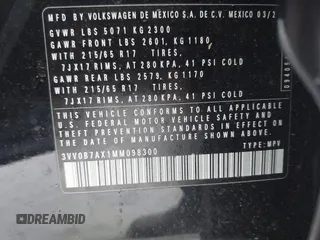 MFD BY VOLKSWAGEN DE MÉXICO, S.A. DE C.V. MEXICO 03/2
GVWR LBS 5071 KG 2300
GAWR FRONT LBS 2601, KG 1180
WITH 215/65 R17 TIRES,
7JX17 RIMS, AT 280 KPA, 41 PSI COLD
GAWR REAR LBS 2579, KG 1170
WITH 215/65 R17 TIRES,
7JX17 RIMS, AT 280 KPA, 41 PSI COLD
THIS VEHICLE CONFORMS TO ALL APPLICABLE
U.S. FEDERAL MOTOR VEHICLE SAFETY, BUMPER, AND
THEFT PREVENTION STANDARDS IN EFFECT ON THE
DATE OF MANUFACTURE SHOWN ABOVE.
3VV0B7AX1MM098300 TYPE: MPV
DREAMBID